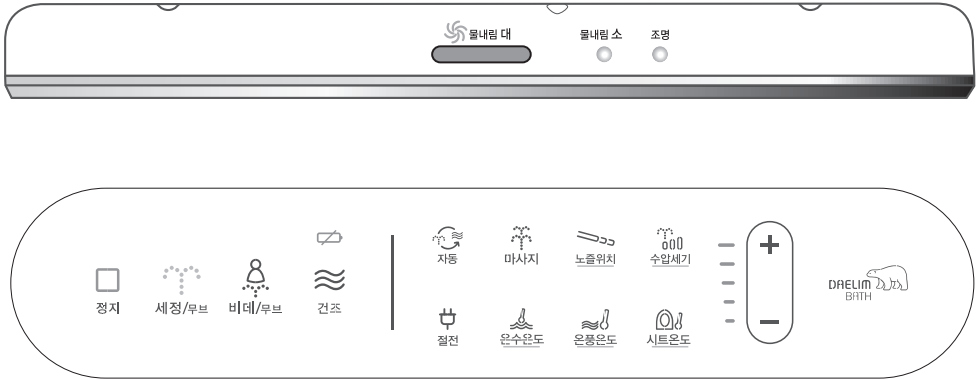 물내림 대
물내림 소
조명
정지
세정/무브
비데/무브
건조
자동
마사지
노즐위치
수압세기
절전
온수온도
온풍온도
시트온도
+
−
DAELIM
BATH